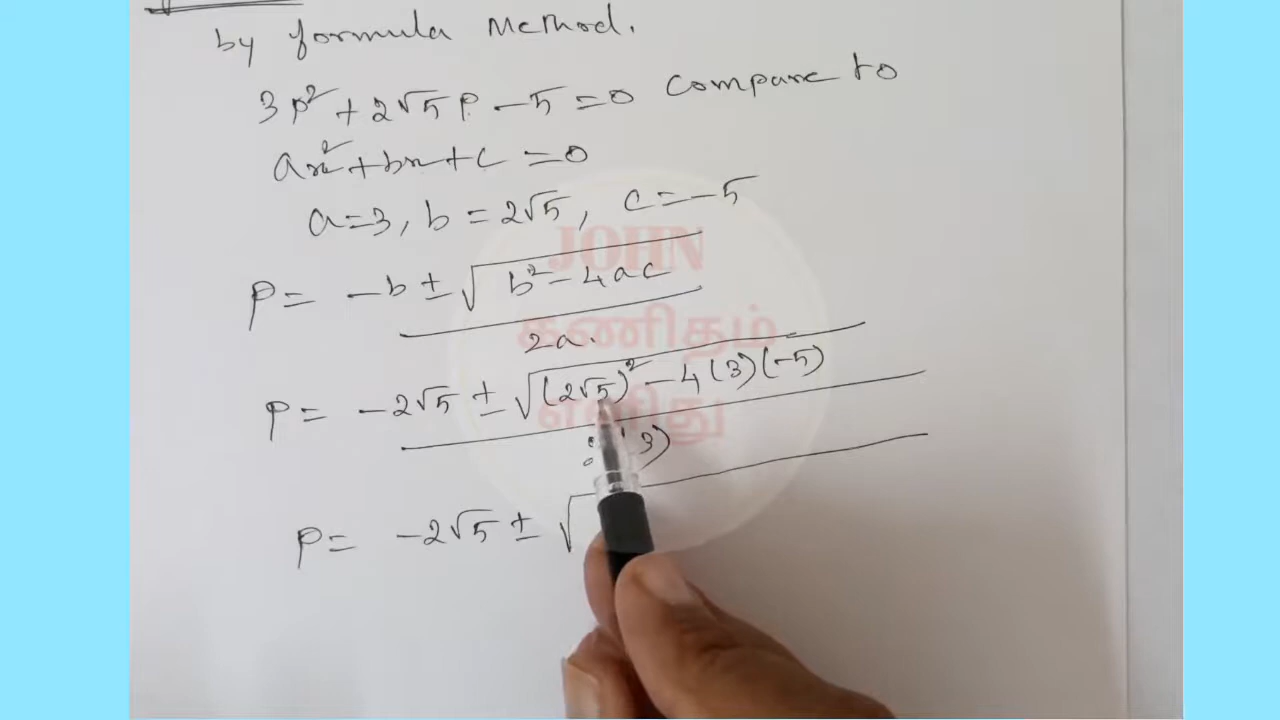 by formula Method.
3p² + 2√5 p - 5 = 0 Compare to
ax² + bx + c = 0
a = 3, b = 2√5, c = -5
JOHN
P = -b ± √b² - 4ac
2a.
கணிதம்
P = -2√5 ± √(2√5)² - 4(3)(-5)
எளிது
3)
P = -2√5 ± √